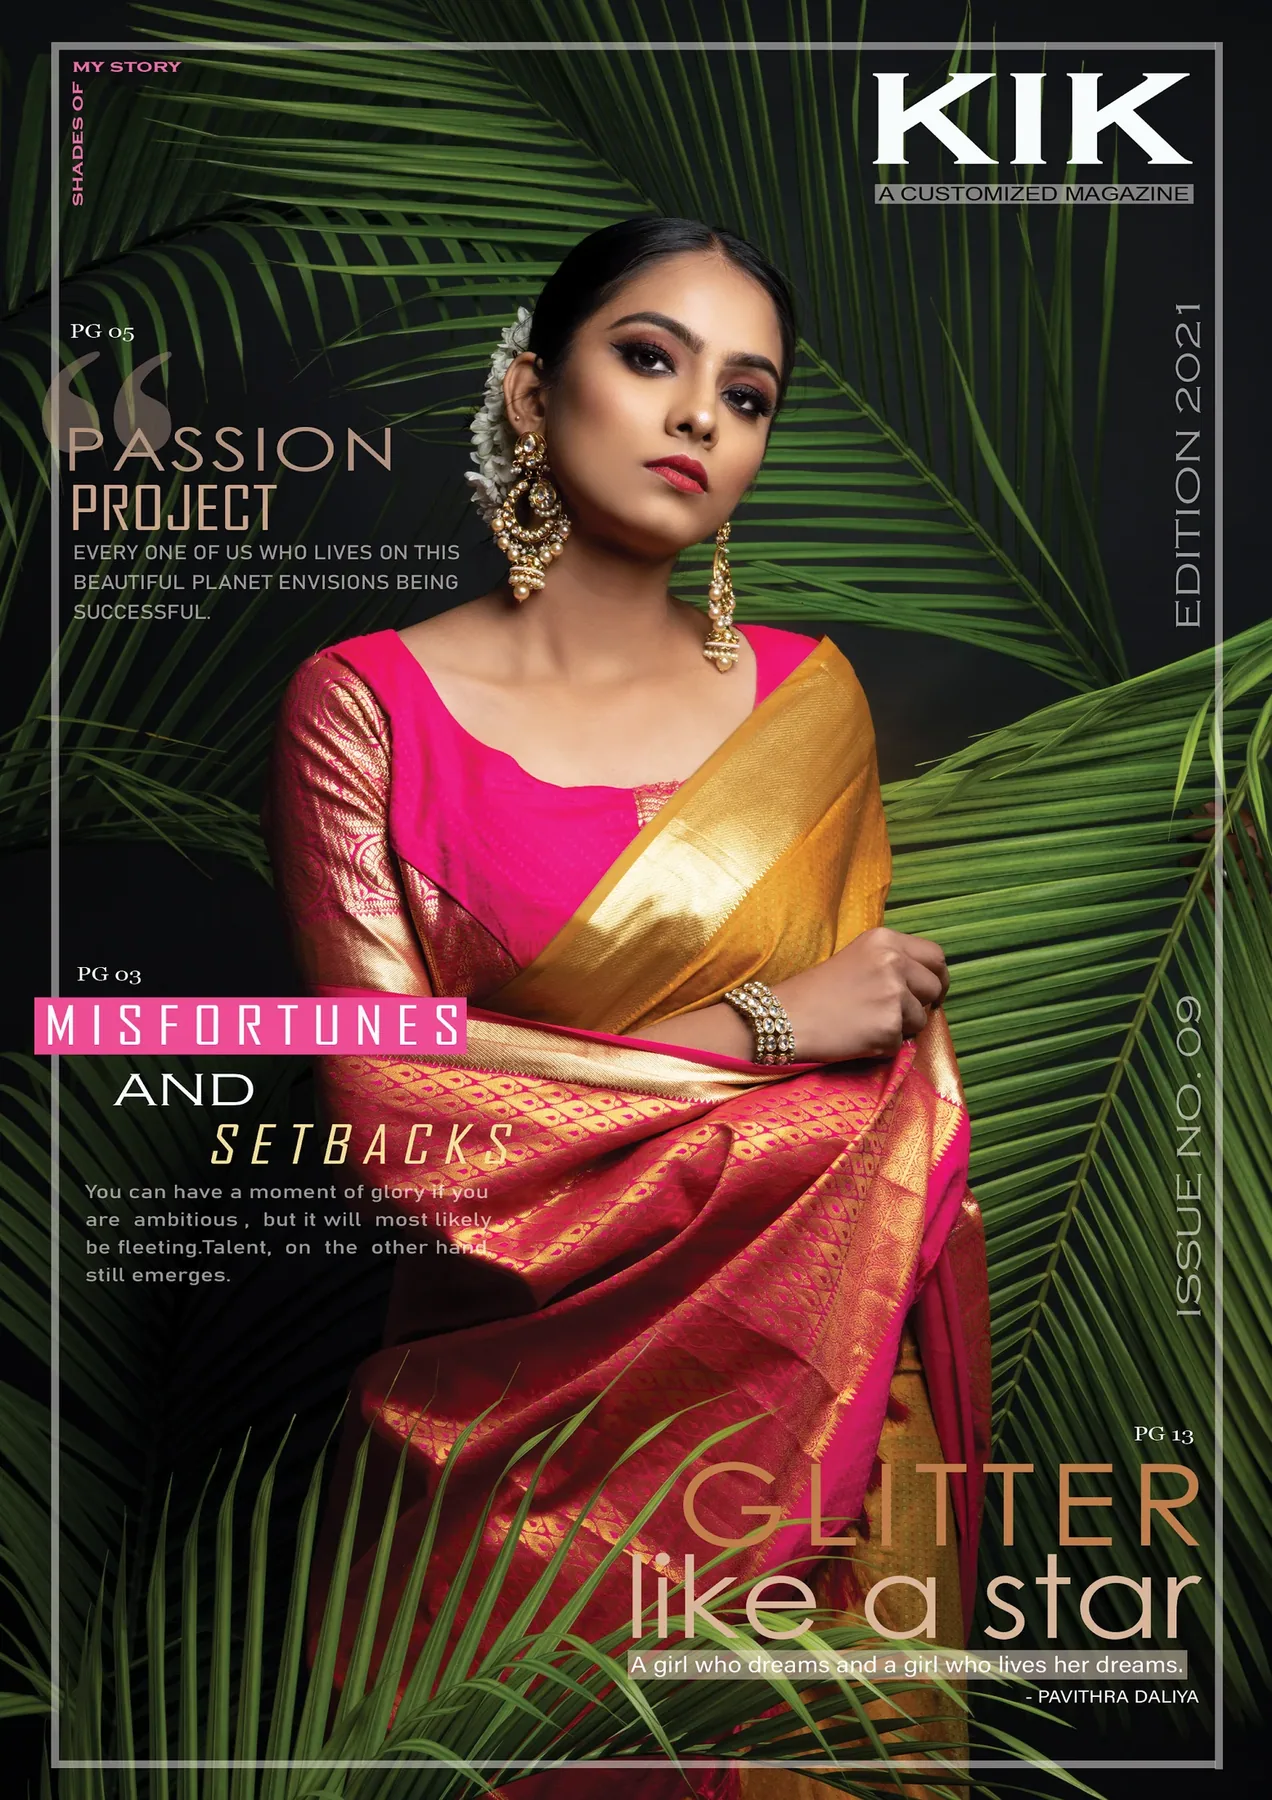 MY STORY
SHADES OF
KIK
A CUSTOMIZED MAGAZINE
EDITION 2021
PG 05
“
PASSION
PROJECT
EVERY ONE OF US WHO LIVES ON THIS
BEAUTIFUL PLANET ENVISIONS BEING
SUCCESSFUL.
PG 03
MISFORTUNES
AND
SETBACKS
You can have a moment of glory if you
are ambitious , but it will most likely
be fleeting.Talent, on the other hand
still emerges.
ISSUE NO. 09
PG 13
GLITTER
like a star
A girl who dreams and a girl who lives her dreams.
- PAVITHRA DALIYA